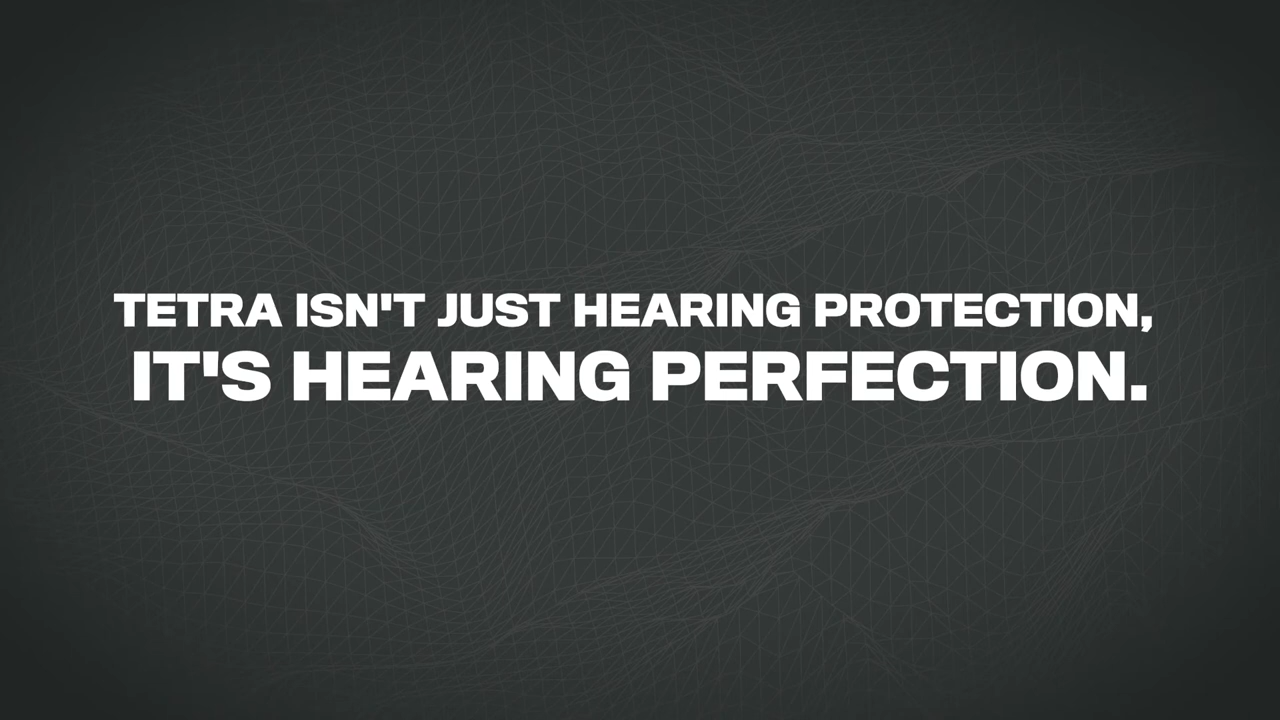 TETRA ISN'T JUST HEARING PROTECTION,
IT'S HEARING PERFECTION.